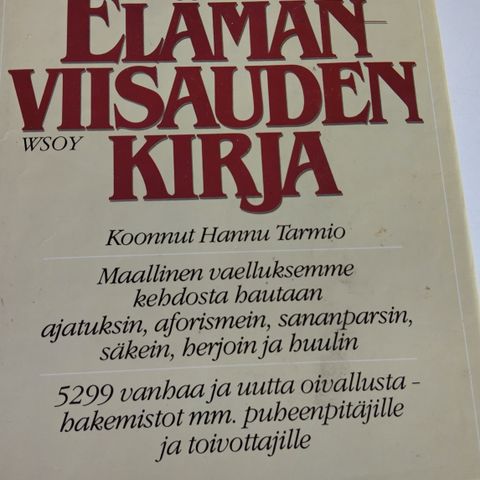 ELÄMÄN-
VIISAUDEN
WSOY
KIRJA
Koonnut Hannu Tarmio
Maallinen vaelluksemme
kehdosta hautaan
ajatuksin, aforismein, sananparsin,
säkein, herjoin ja huulin
5299 vanhaa ja uutta oivallusta -
hakemistot mm. puheenpitäjille
ja toivottajille